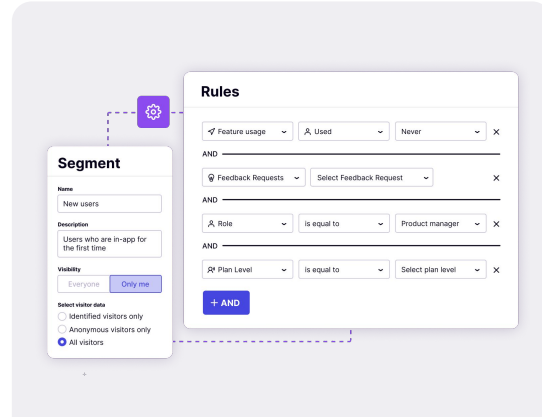 Rules
Feature usage Used Never
AND
Feedback Requests Select Feedback Request
AND
Role is equal to Product manager
AND
Plan Level is equal to Select plan level
+ AND
Segment
Name
New users
Description
Users who are in-app for
the first time
Visibility
Everyone Only me
Select visitor data
Identified visitors only
Anonymous visitors only
All visitors